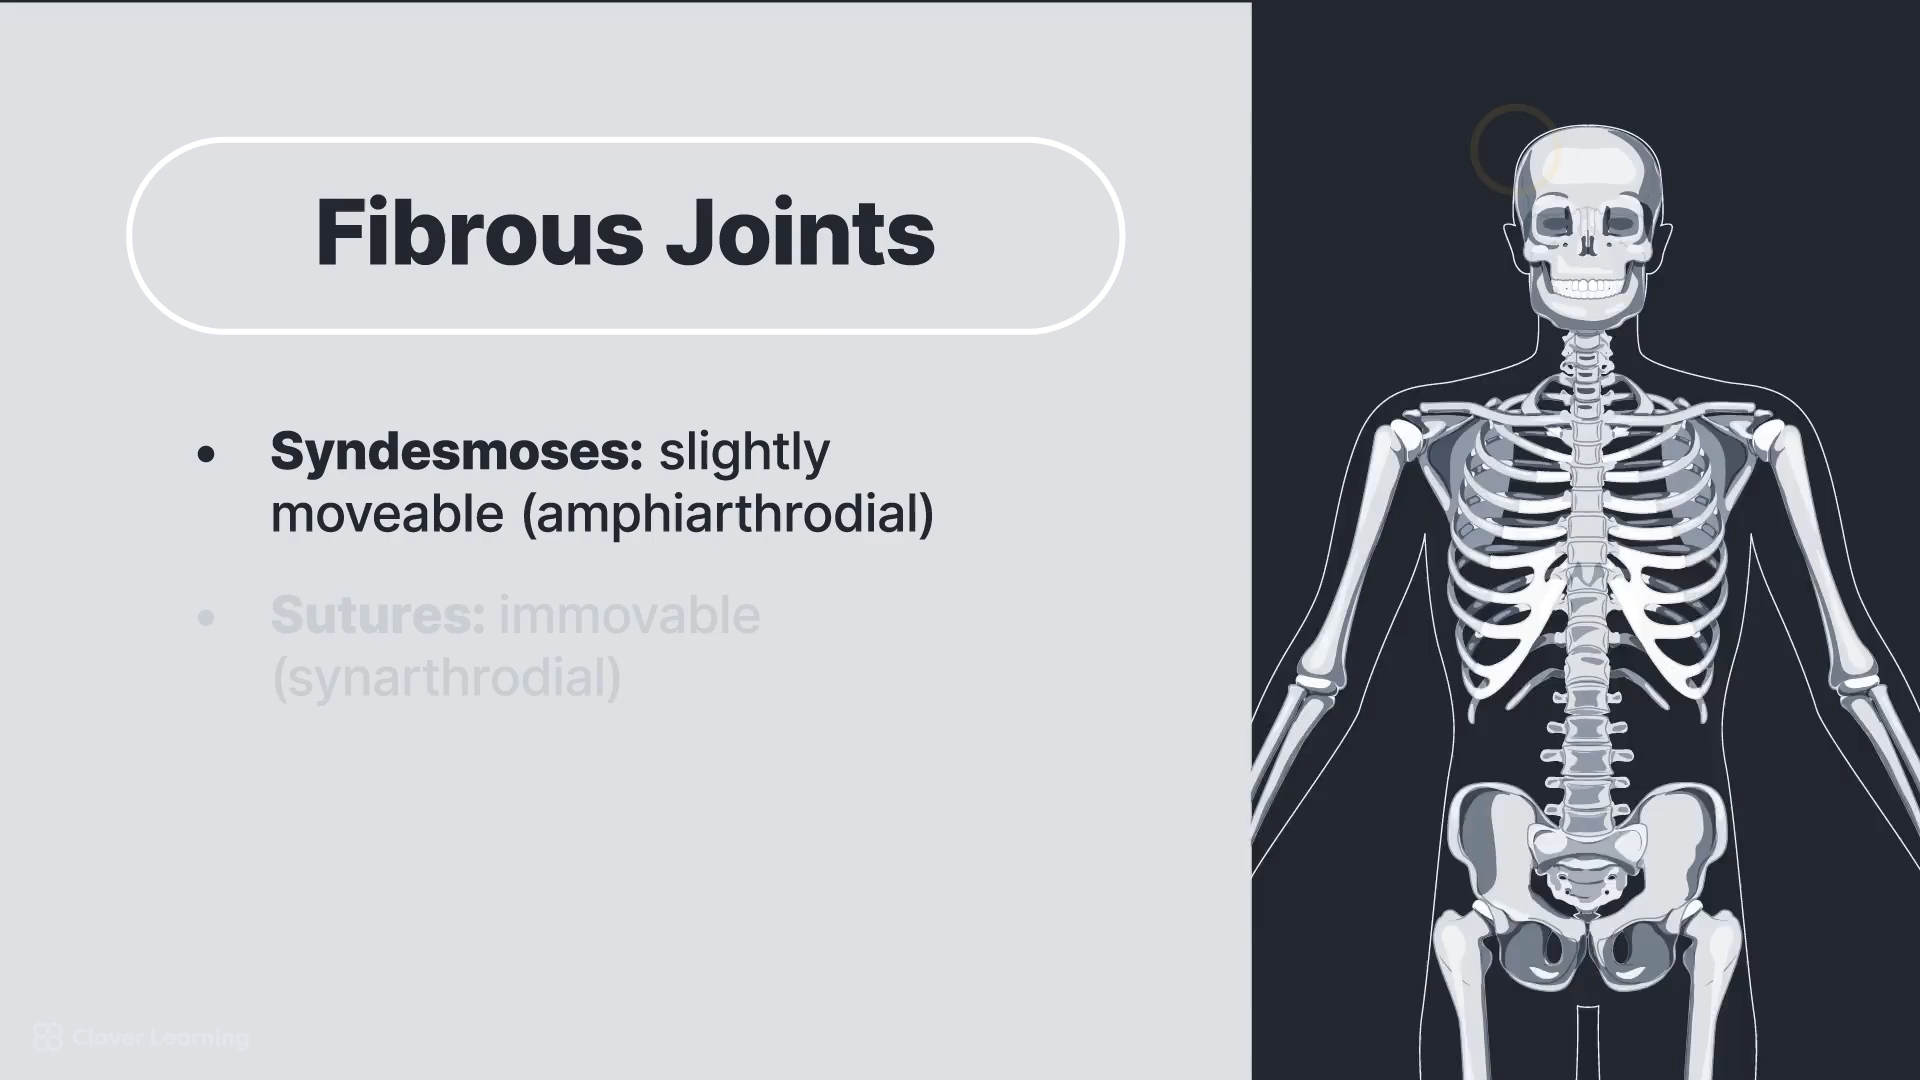 Fibrous Joints
• Syndesmoses: slightly
moveable (amphiarthrodial)
• Sutures: immovable
(synarthrodial)
Clover Learning